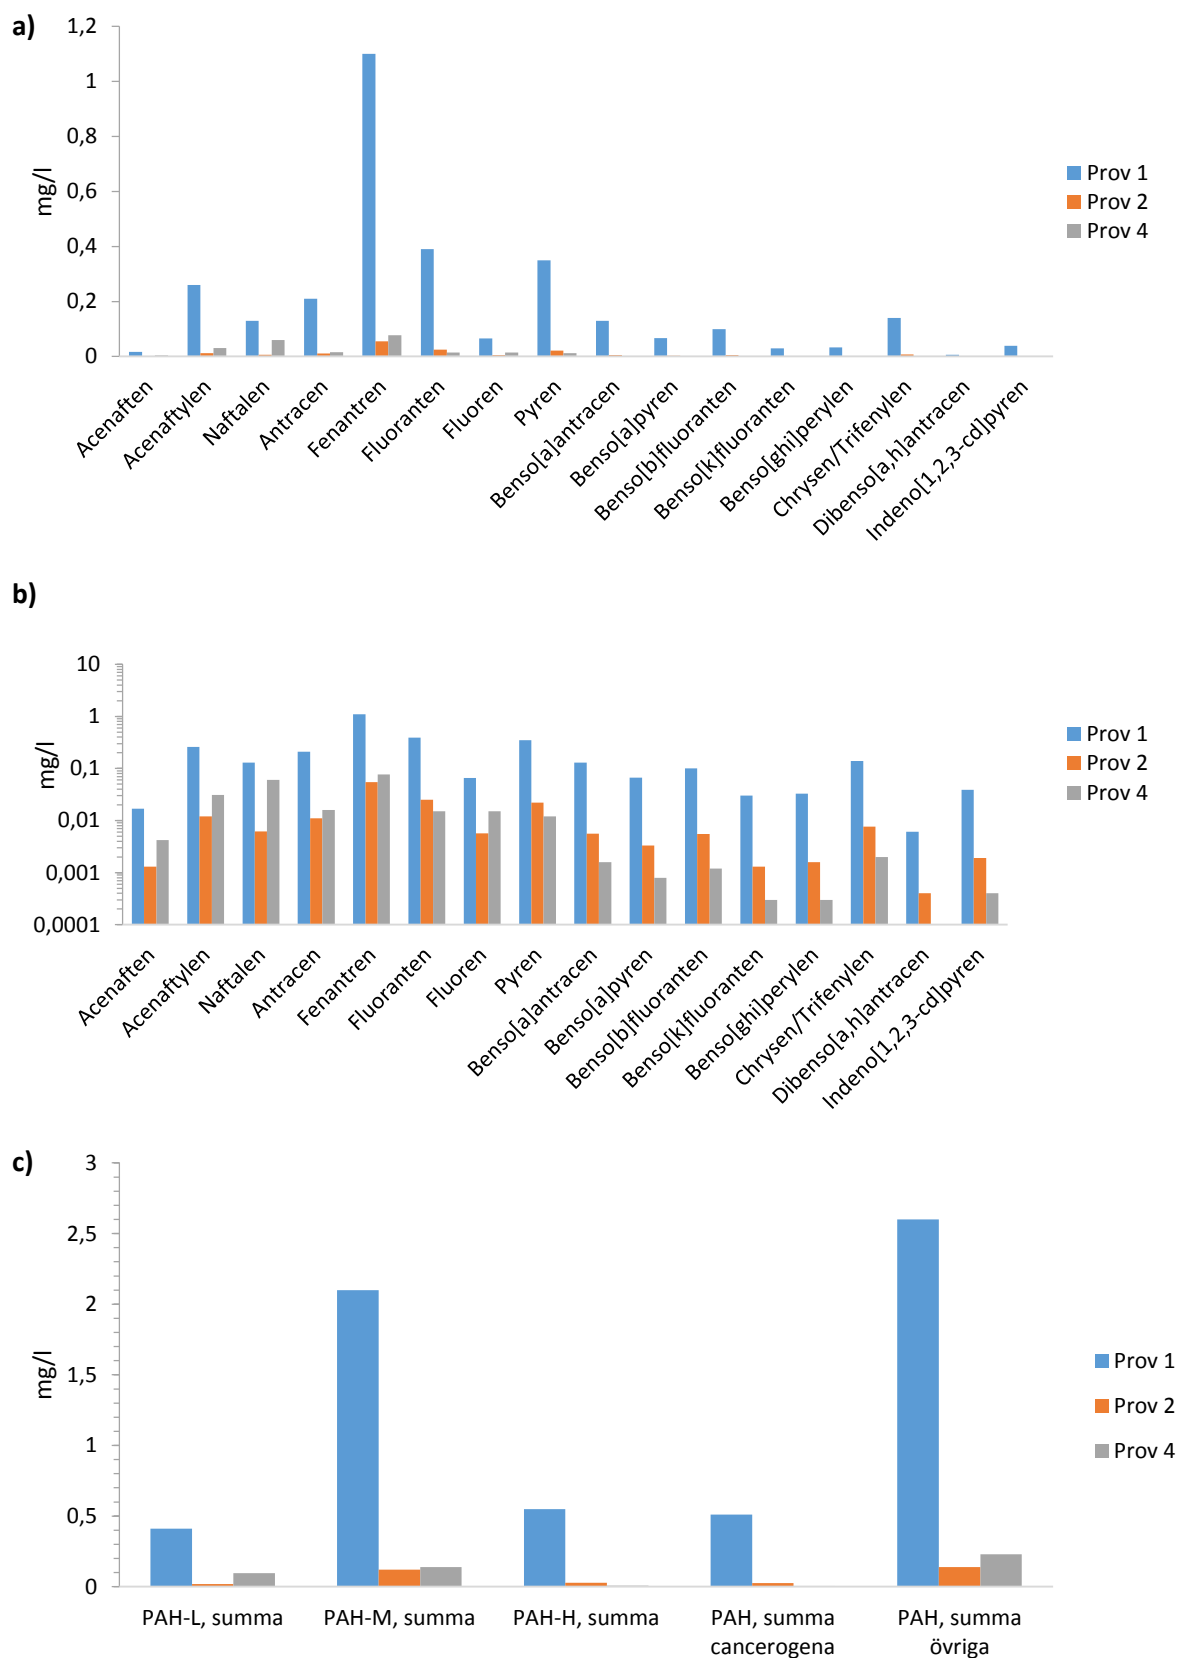 a)
1,2
1
0,8
0,6
0,4
0,2
0
mg/l
Prov 1
Prov 2
Prov 4
Acenaften
Acenaftylen
Naftalen
Antracen
Fenantren
Fluoranten
Fluoren
Pyren
Benso[a]antracen
Benso[a]pyren
Benso[b]fluoranten
Benso[k]fluoranten
Benso[ghi]perylen
Chrysen/Trifenylen
Dibenso[a,h]antracen
Indeno[1,2,3-cd]pyren
b)
10
1
0,1
0,01
0,001
0,0001
mg/l
Prov 1
Prov 2
Prov 4
Acenaften
Acenaftylen
Naftalen
Antracen
Fenantren
Fluoranten
Fluoren
Pyren
Benso[a]antracen
Benso[a]pyren
Benso[b]fluoranten
Benso[k]fluoranten
Benso[ghi]perylen
Chrysen/Trifenylen
Dibenso[a,h]antracen
Indeno[1,2,3-cd]pyren
c)
3
2,5
2
1,5
1
0,5
0
mg/l
Prov 1
Prov 2
Prov 4
PAH-L, summa
PAH-M, summa
PAH-H, summa
PAH, summa
cancerogena
PAH, summa
övriga